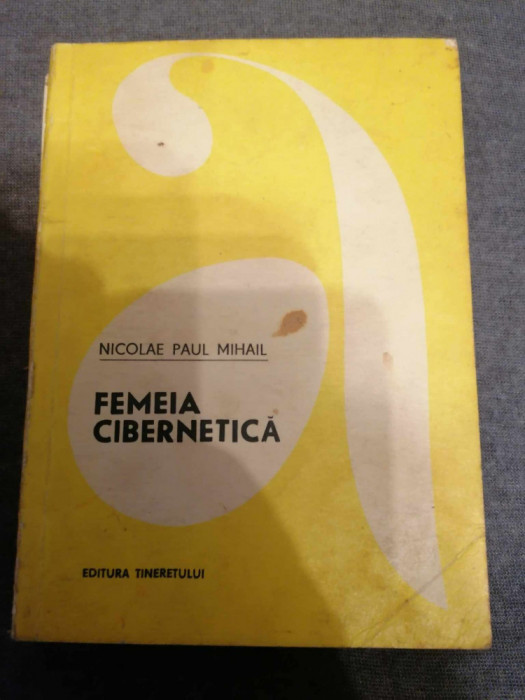 NICOLAE PAUL MIHAIL
FEMEIA
CIBERNETICĂ
EDITURA TINERETULUI